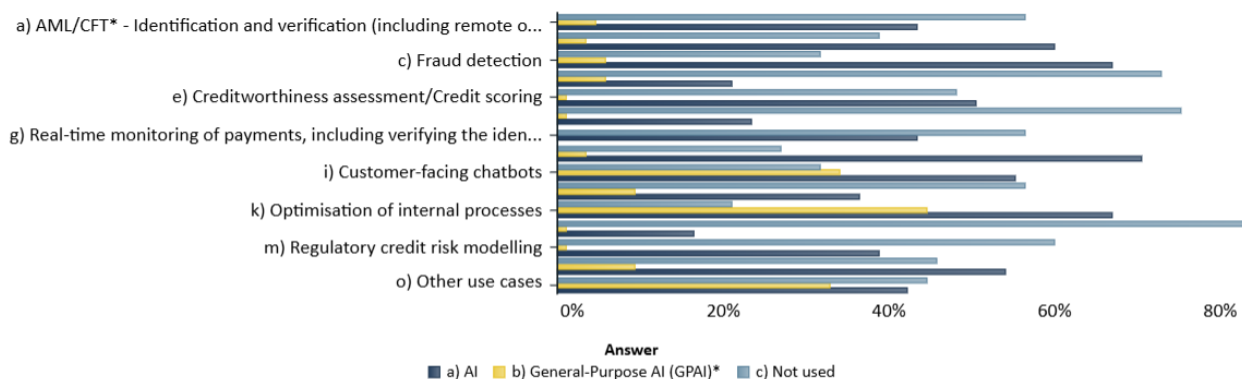 a) AML/CFT* - Identification and verification (including remote o...
c) Fraud detection
e) Creditworthiness assessment/Credit scoring
g) Real-time monitoring of payments, including verifying the iden...
i) Customer-facing chatbots
k) Optimisation of internal processes
m) Regulatory credit risk modelling
o) Other use cases
0% 20% 40% 60% 80%
Answer
a) AI b) General-Purpose AI (GPAI)* c) Not used